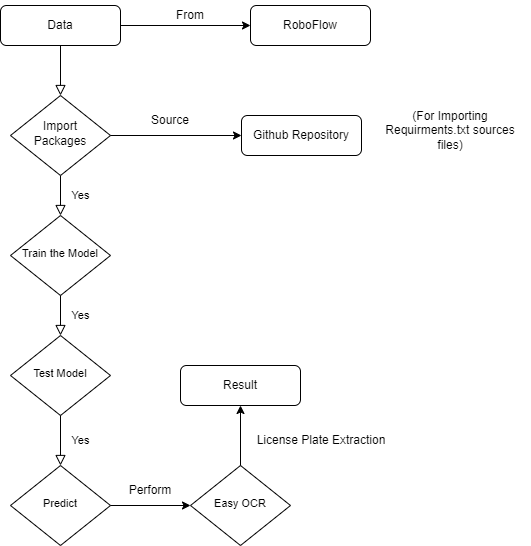 Data
From
RoboFlow
Import
Packages
Source
Github Repository
(For Importing
Requirments.txt sources
files)
Yes
Train the Model
Yes
Test Model
Result
Yes
License Plate Extraction
Predict
Perform
Easy OCR